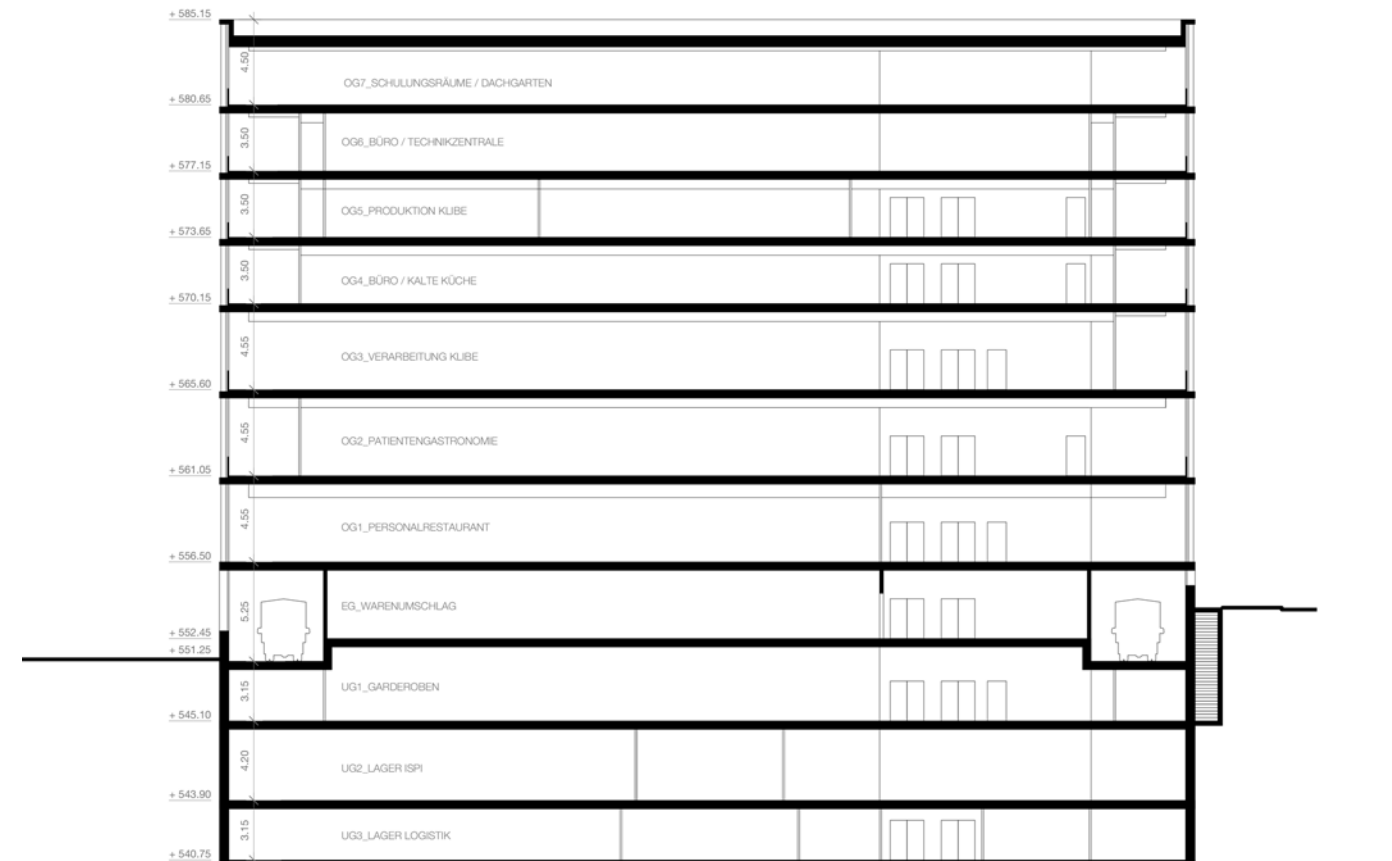 + 585.15
4.50
OG7_SCHULUNGSRÄUME / DACHGARTEN
+ 580.65
3.50
OG6_BÜRO / TECHNIKZENTRALE
+ 577.15
3.50
OG5_PRODUKTION KLIBE
+ 573.65
3.50
OG4_BÜRO / KALTE KÜCHE
+ 570.15
4.55
OG3_VERARBEITUNG KLIBE
+ 565.60
4.55
OG2_PATIENTENGASTRONOMIE
+ 561.05
4.55
OG1_PERSONALRESTAURANT
+ 556.50
5.25
EG_WARENUMSCHLAG
+ 552.45
+ 551.25
3.15
UG1_GARDEROBEN
+ 545.10
4.20
UG2_LAGER ISPI
+ 543.90
3.15
UG3_LAGER LOGISTIK
+ 540.75